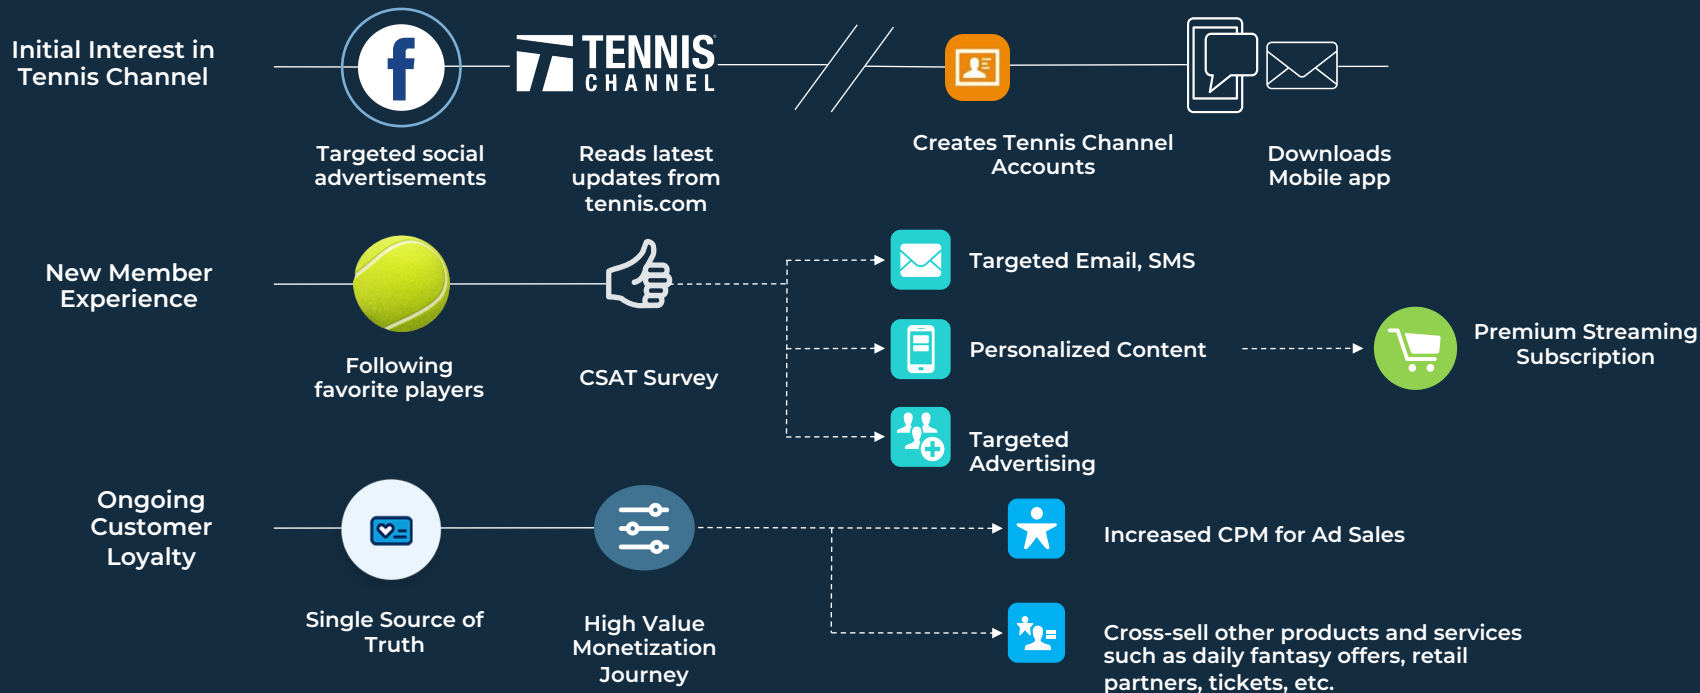 Initial Interest in
Tennis Channel
f
TENNIS
CHANNEL
Targeted social
advertisements
Reads latest
updates from
tennis.com
Creates Tennis Channel
Accounts
Downloads
Mobile app
New Member
Experience
Following
favorite players
CSAT Survey
Targeted Email, SMS
Personalized Content
Targeted
Advertising
Premium Streaming
Subscription
Ongoing
Customer
Loyalty
Single Source of
Truth
High Value
Monetization
Journey
Increased CPM for Ad Sales
Cross-sell other products and services
such as daily fantasy offers, retail
partners, tickets, etc.